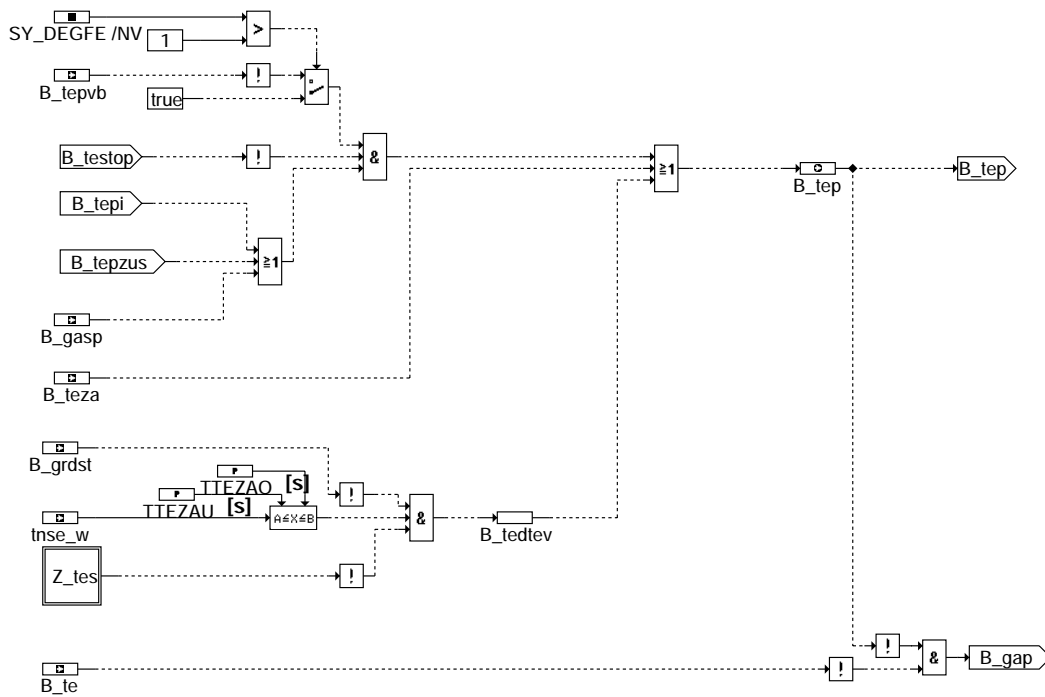 >
SY_DEGFE /NV
1
!
B_tepvb
true
B_testop
!
&
≧1
B_tep
B_tep
B_tepi
B_tepzus
≧1
B_gasp
B_teza
B_grdst
P
TTEZAO [s]
!
P
TTEZAU [s]
tnse_w
A≤X≤B
&
B_tedtev
Z_tes
!
!
&
B_gap
B_te
!